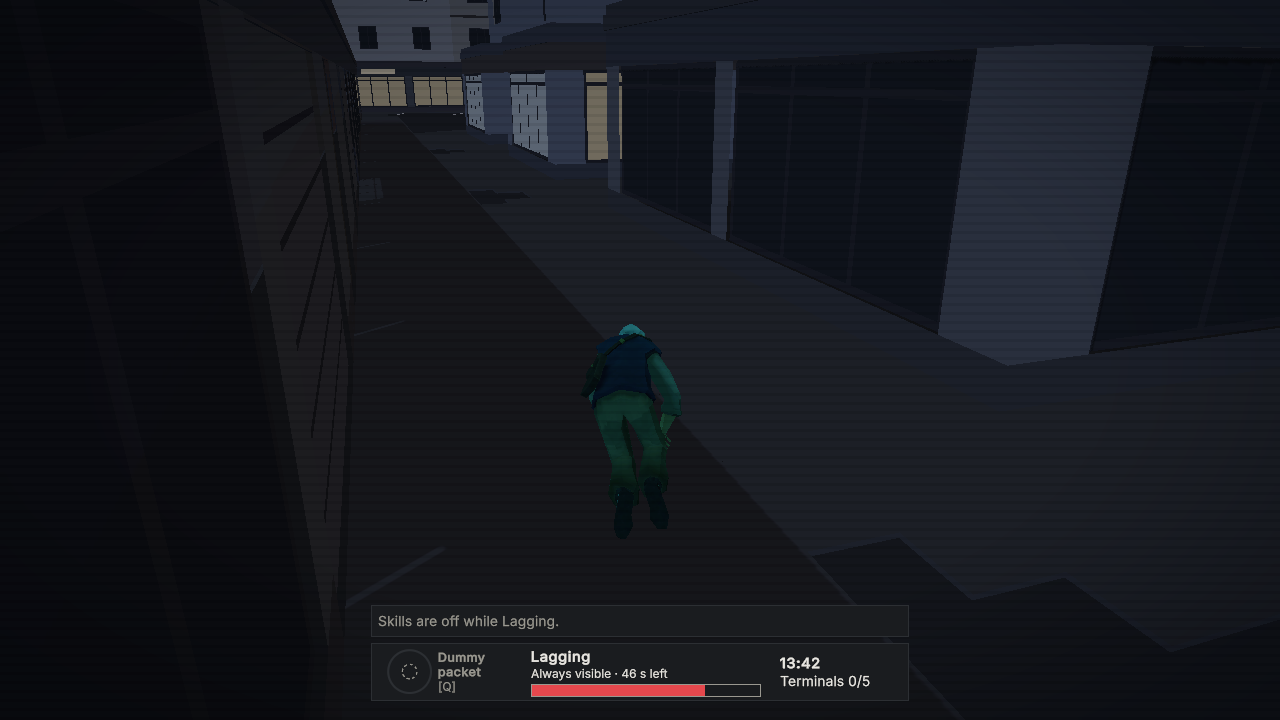 Skills are off while Lagging.
Dummy
packet
[Q]
Lagging
Always visible · 46 s left
13:42
Terminals 0/5